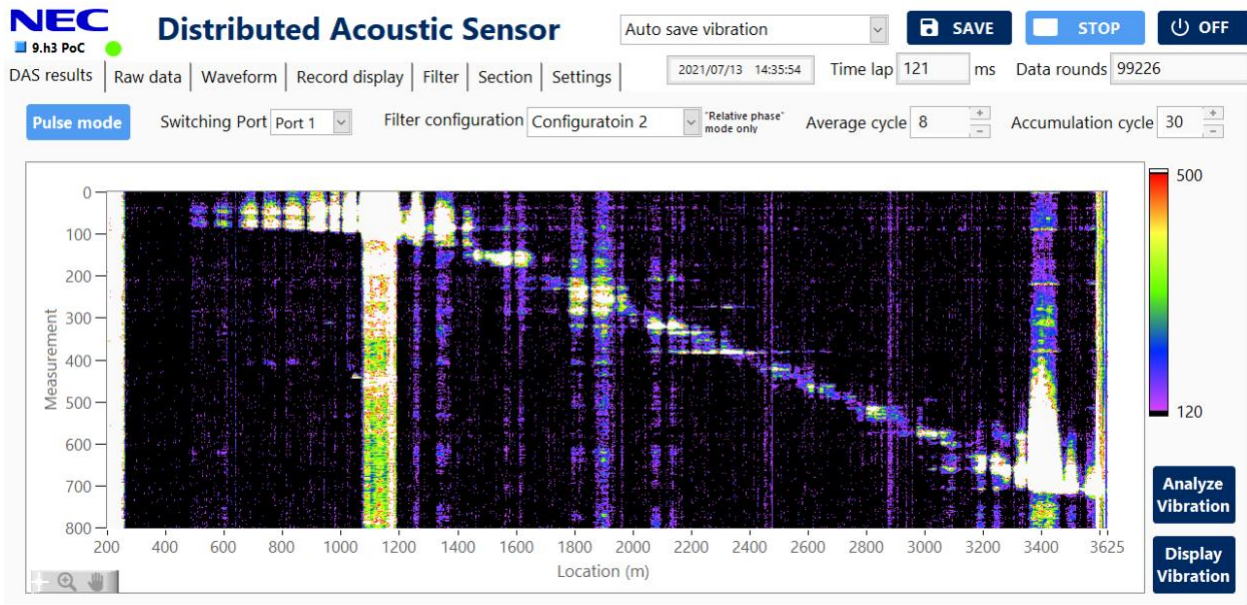 NEC
Distributed Acoustic Sensor
Auto save vibration
SAVE
STOP
OFF
9.h3 PoC
DAS results
Raw data
Waveform
Record display
Filter
Section
Settings
2021/07/13 14:35:54
Time lap 121 ms
Data rounds 99226
Pulse mode
Switching Port Port 1
Filter configuration Configuratoin 2
"Relative phase"
mode only
Average cycle 8
+
-
Accumulation cycle 30
+
-
Measurement
0
100
200
300
400
500
600
700
800
200 400 600 800 1000 1200 1400 1600 1800 2000 2200 2400 2600 2800 3000 3200 3400 3625
Location (m)
500
120
Analyze
Vibration
Display
Vibration